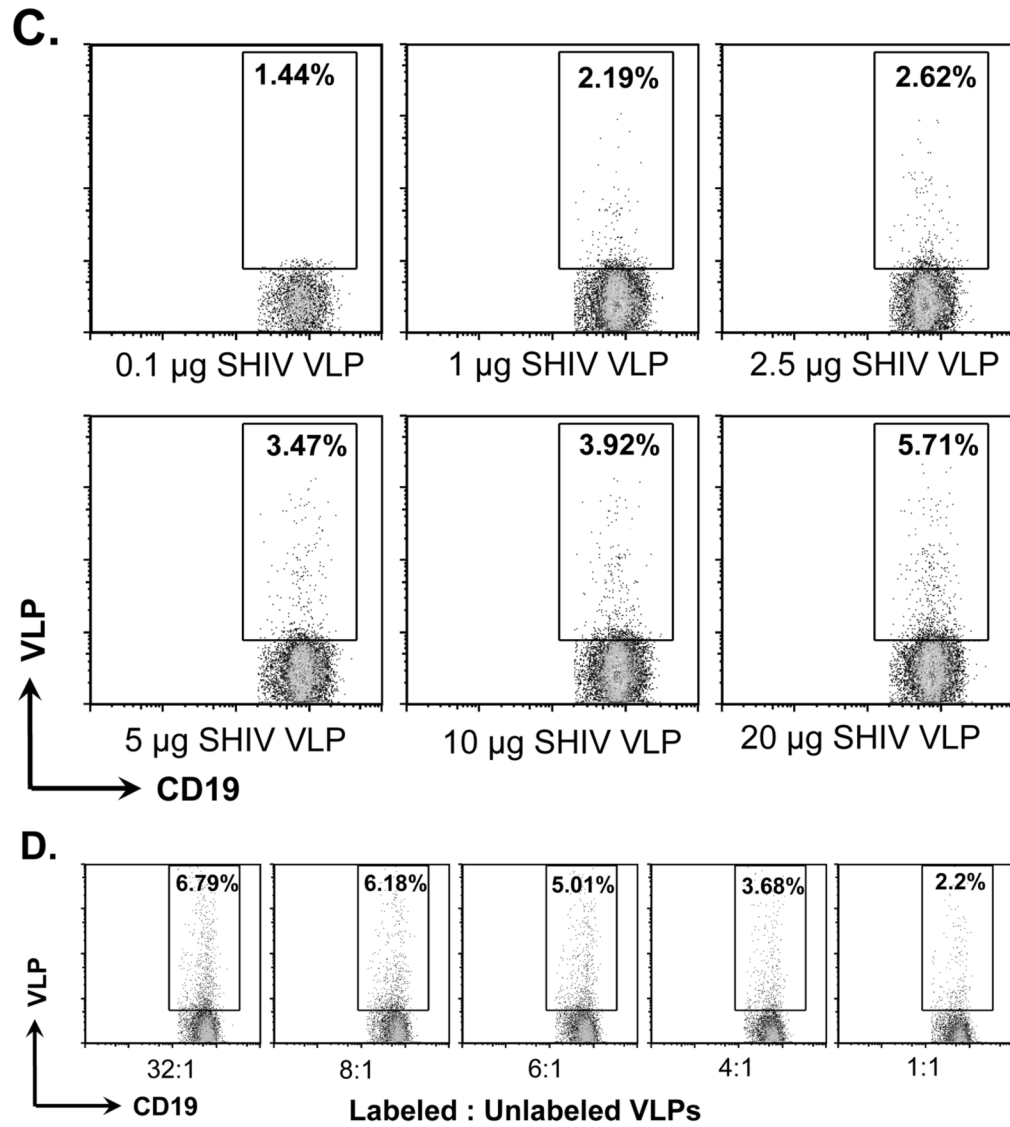 C.
1.44% 2.19% 2.62%
0.1 µg SHIV VLP 1 µg SHIV VLP 2.5 µg SHIV VLP
3.47% 3.92% 5.71%
5 µg SHIV VLP 10 µg SHIV VLP 20 µg SHIV VLP
VLP
CD19
D.
6.79% 6.18% 5.01% 3.68% 2.2%
VLP
32:1 8:1 6:1 4:1 1:1
CD19
Labeled : Unlabeled VLPs